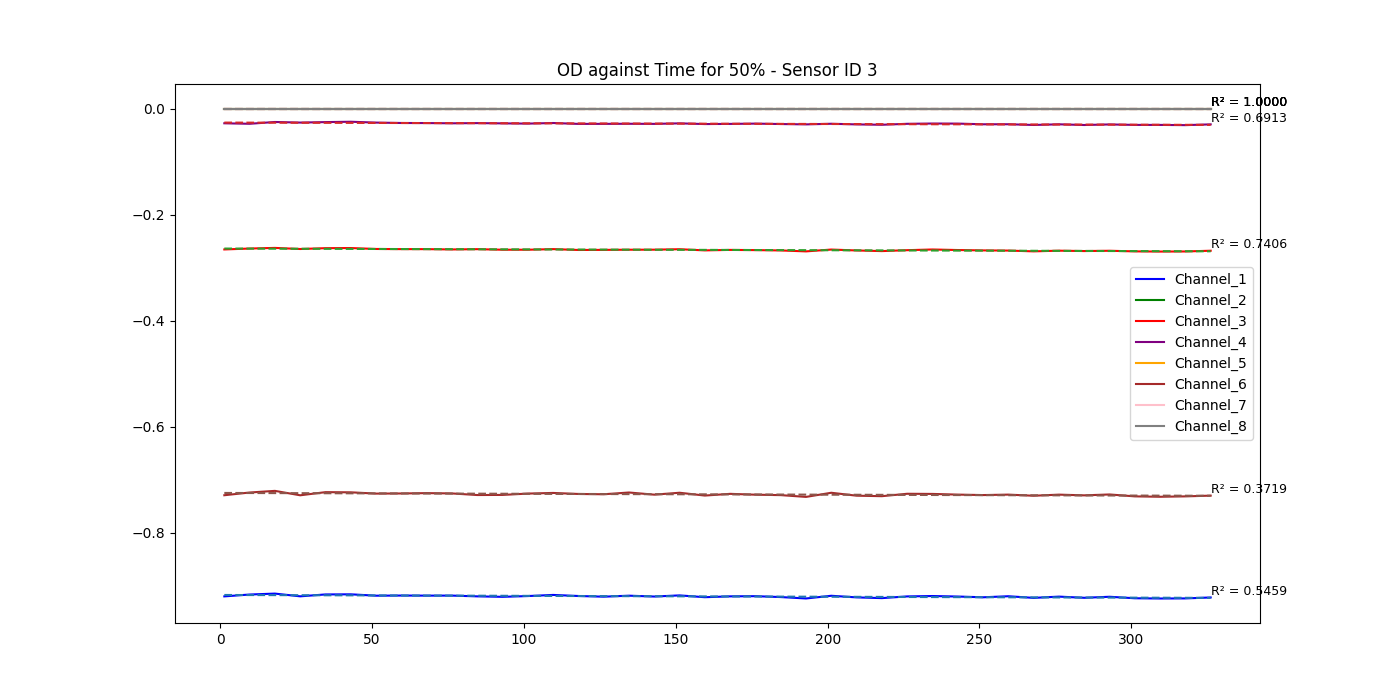 OD against Time for 50% - Sensor ID 3
0.0
−0.2
−0.4
−0.6
−0.8
R² = 1.0000
R² = 0.6913
R² = 0.7406
R² = 0.3719
R² = 0.5459
Channel_1
Channel_2
Channel_3
Channel_4
Channel_5
Channel_6
Channel_7
Channel_8
0 50 100 150 200 250 300